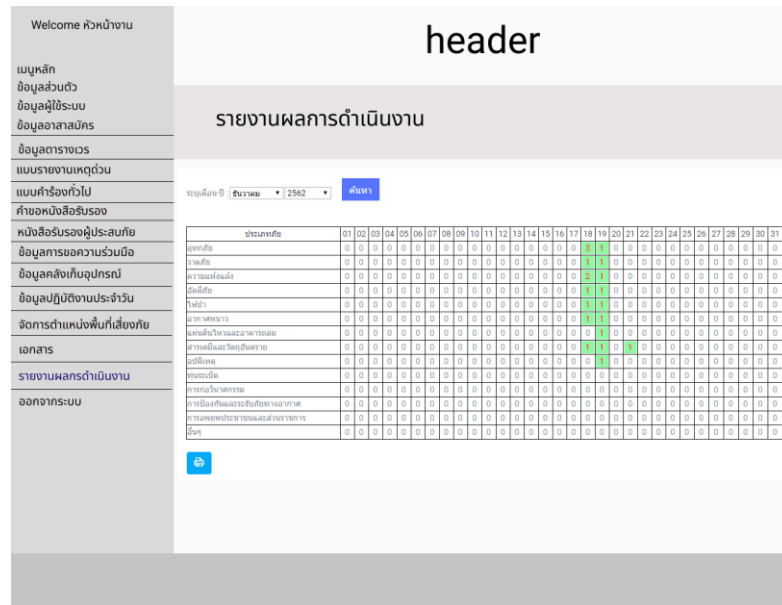 Welcome หัวหน้างาน
header
เมนูหลัก
ข้อมูลส่วนตัว
ข้อมูลผู้ใช้ระบบ
ข้อมูลอาสาสมัคร
ข้อมูลตารางเวร
แบบรายงานเหตุด่วน
แบบคำร้องทั่วไป
คำขอหนังสือรับรอง
หนังสือรับรองผู้ประสบภัย
ข้อมูลการขอความร่วมมือ
ข้อมูลคลังเก็บอุปกรณ์
ข้อมูลปฏิบัติงานประจำวัน
จัดการตำแหน่งพื้นที่เสี่ยงภัย
เอกสาร
รายงานผลกรดำเนินงาน
ออกจากระบบ
รายงานผลการดำเนินงาน
ระบุเดือน-ปี : ธันวาคม 2562 ค้นหา
ประเภทภัย 01 02 03 04 05 06 07 08 09 10 11 12 13 14 15 16 17 18 19 20 21 22 23 24 25 26 27 28 29 30 31
อุทกภัย 0 0 0 0 0 0 0 0 0 0 0 0 0 0 0 0 0 3 1 0 0 0 0 0 0 0 0 0 0 0 0
วาตภัย 0 0 0 0 0 0 0 0 0 0 0 0 0 0 0 0 0 1 1 0 0 0 0 0 0 0 0 0 0 0 0
ความแห้งแล้ง 0 0 0 0 0 0 0 0 0 0 0 0 0 0 0 0 0 2 1 0 0 0 0 0 0 0 0 0 0 0 0
อัคคีภัย 0 0 0 0 0 0 0 0 0 0 0 0 0 0 0 0 0 1 1 0 0 0 0 0 0 0 0 0 0 0 0
ไฟป่า 0 0 0 0 0 0 0 0 0 0 0 0 0 0 0 0 0 1 1 0 0 0 0 0 0 0 0 0 0 0 0
อากาศหนาว 0 0 0 0 0 0 0 0 0 0 0 0 0 0 0 0 0 1 1 0 0 0 0 0 0 0 0 0 0 0 0
แผ่นดินไหวและอาคารถล่ม 0 0 0 0 0 0 0 0 0 0 0 0 0 0 0 0 0 0 1 0 0 0 0 0 0 0 0 0 0 0 0
สารเคมีและวัตถุอันตราย 0 0 0 0 0 0 0 0 0 0 0 0 0 0 0 0 0 1 1 0 1 0 0 0 0 0 0 0 0 0 0
อุบัติเหตุ 0 0 0 0 0 0 0 0 0 0 0 0 0 0 0 0 0 0 1 0 0 0 0 0 0 0 0 0 0 0 0
ทุ่นระเบิด 0 0 0 0 0 0 0 0 0 0 0 0 0 0 0 0 0 0 0 0 0 0 0 0 0 0 0 0 0 0 0
การก่อวินาศกรรม 0 0 0 0 0 0 0 0 0 0 0 0 0 0 0 0 0 0 0 0 0 0 0 0 0 0 0 0 0 0 0
การป้องกันและระงับภัยทางอากาศ 0 0 0 0 0 0 0 0 0 0 0 0 0 0 0 0 0 0 0 0 0 0 0 0 0 0 0 0 0 0 0
การอพยพประชาชนและส่วนราชการ 0 0 0 0 0 0 0 0 0 0 0 0 0 0 0 0 0 0 0 0 0 0 0 0 0 0 0 0 0 0 0
อื่นๆ 0 0 0 0 0 0 0 0 0 0 0 0 0 0 0 0 0 0 0 0 0 0 0 0 0 0 0 0 0 0 0